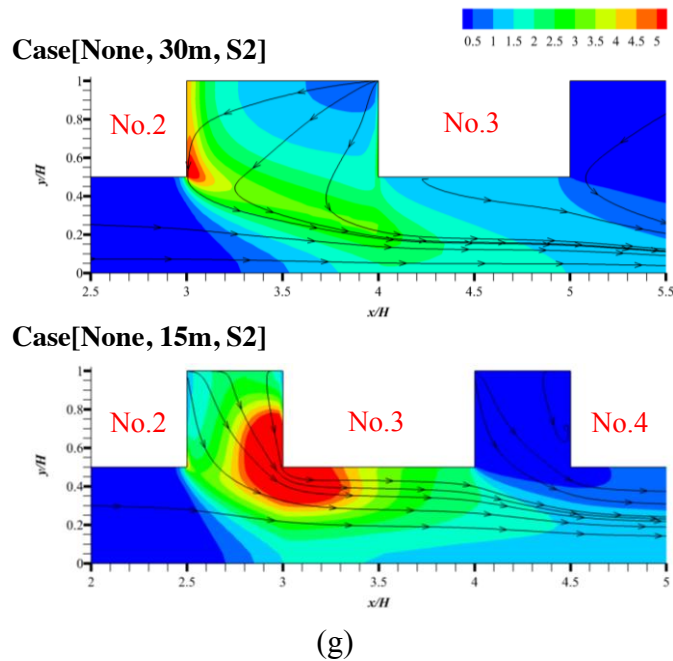 0.5 1 1.5 2 2.5 3 3.5 4 4.5 5
Case[None, 30m, S2]
1
0.8
0.6
0.4
0.2
0
y/H
No.2
No.3
2.5 3 3.5 4 4.5 5 5.5
x/H
Case[None, 15m, S2]
1
0.8
0.6
0.4
0.2
0
y/H
No.2
No.3
No.4
2 2.5 3 3.5 4 4.5 5
x/H
(g)